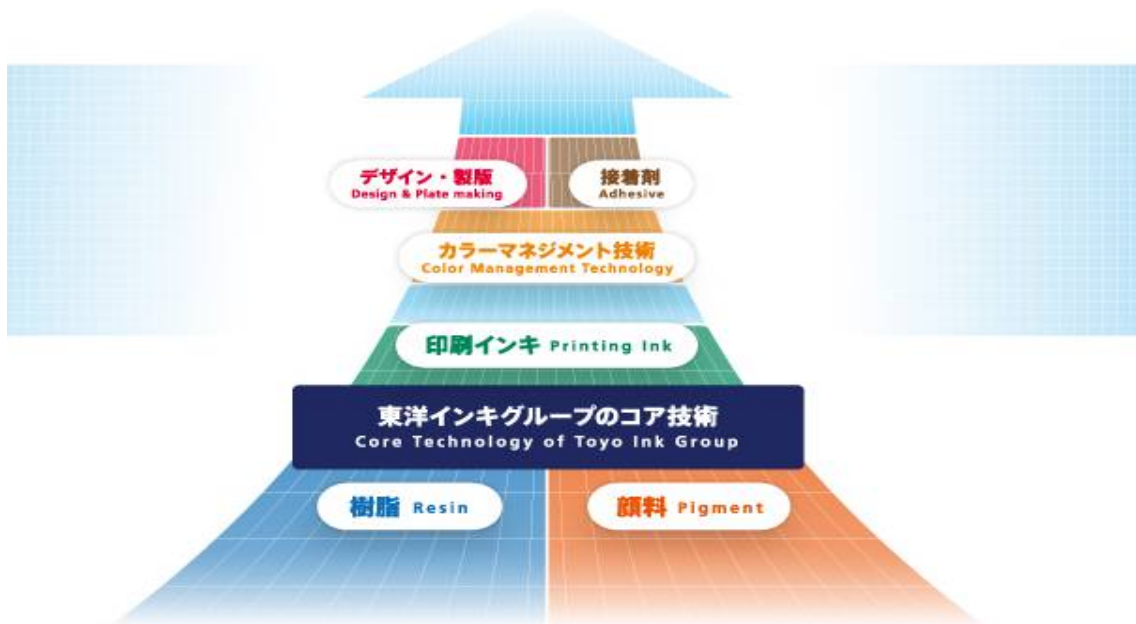 デザイン・製版
Design & Plate making
接着剤
Adhesive
カラーマネジメント技術
Color Management Technology
印刷インキ Printing Ink
東洋インキグループのコア技術
Core Technology of Toyo Ink Group
樹脂 Resin
顔料 Pigment